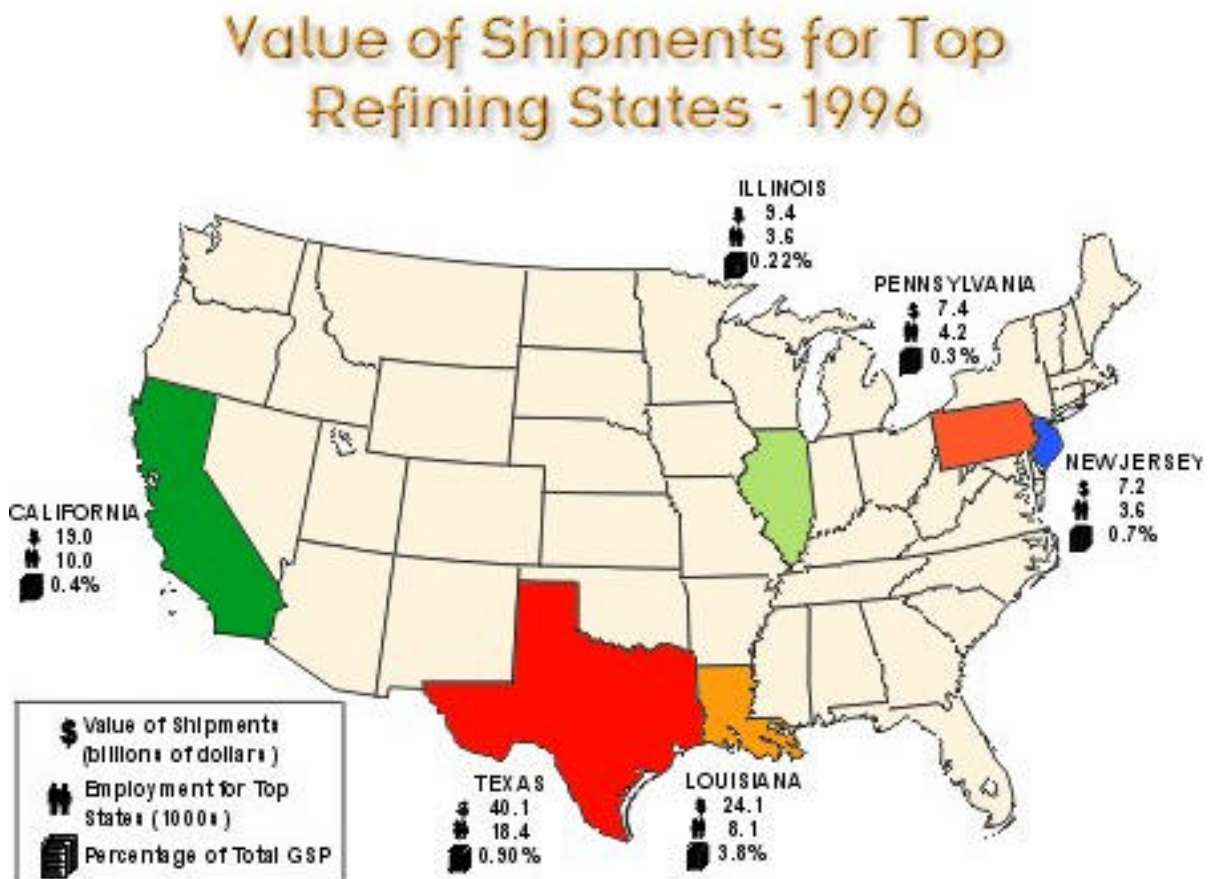 Value of Shipments for Top
Refining States - 1996
ILLINOIS
$ 9.4
3.6
0.22%
PENNSYLVANIA
$ 7.4
4.2
0.3%
NEW JERSEY
$ 7.2
3.6
0.7%
CALIFORNIA
$ 19.0
10.0
0.4%
TEXAS
$ 40.1
18.4
0.90%
LOUISIANA
$ 24.1
8.1
3.8%
$ Value of Shipments
(billions of dollars)
Employment for Top
States (1000s)
Percentage of Total GSP